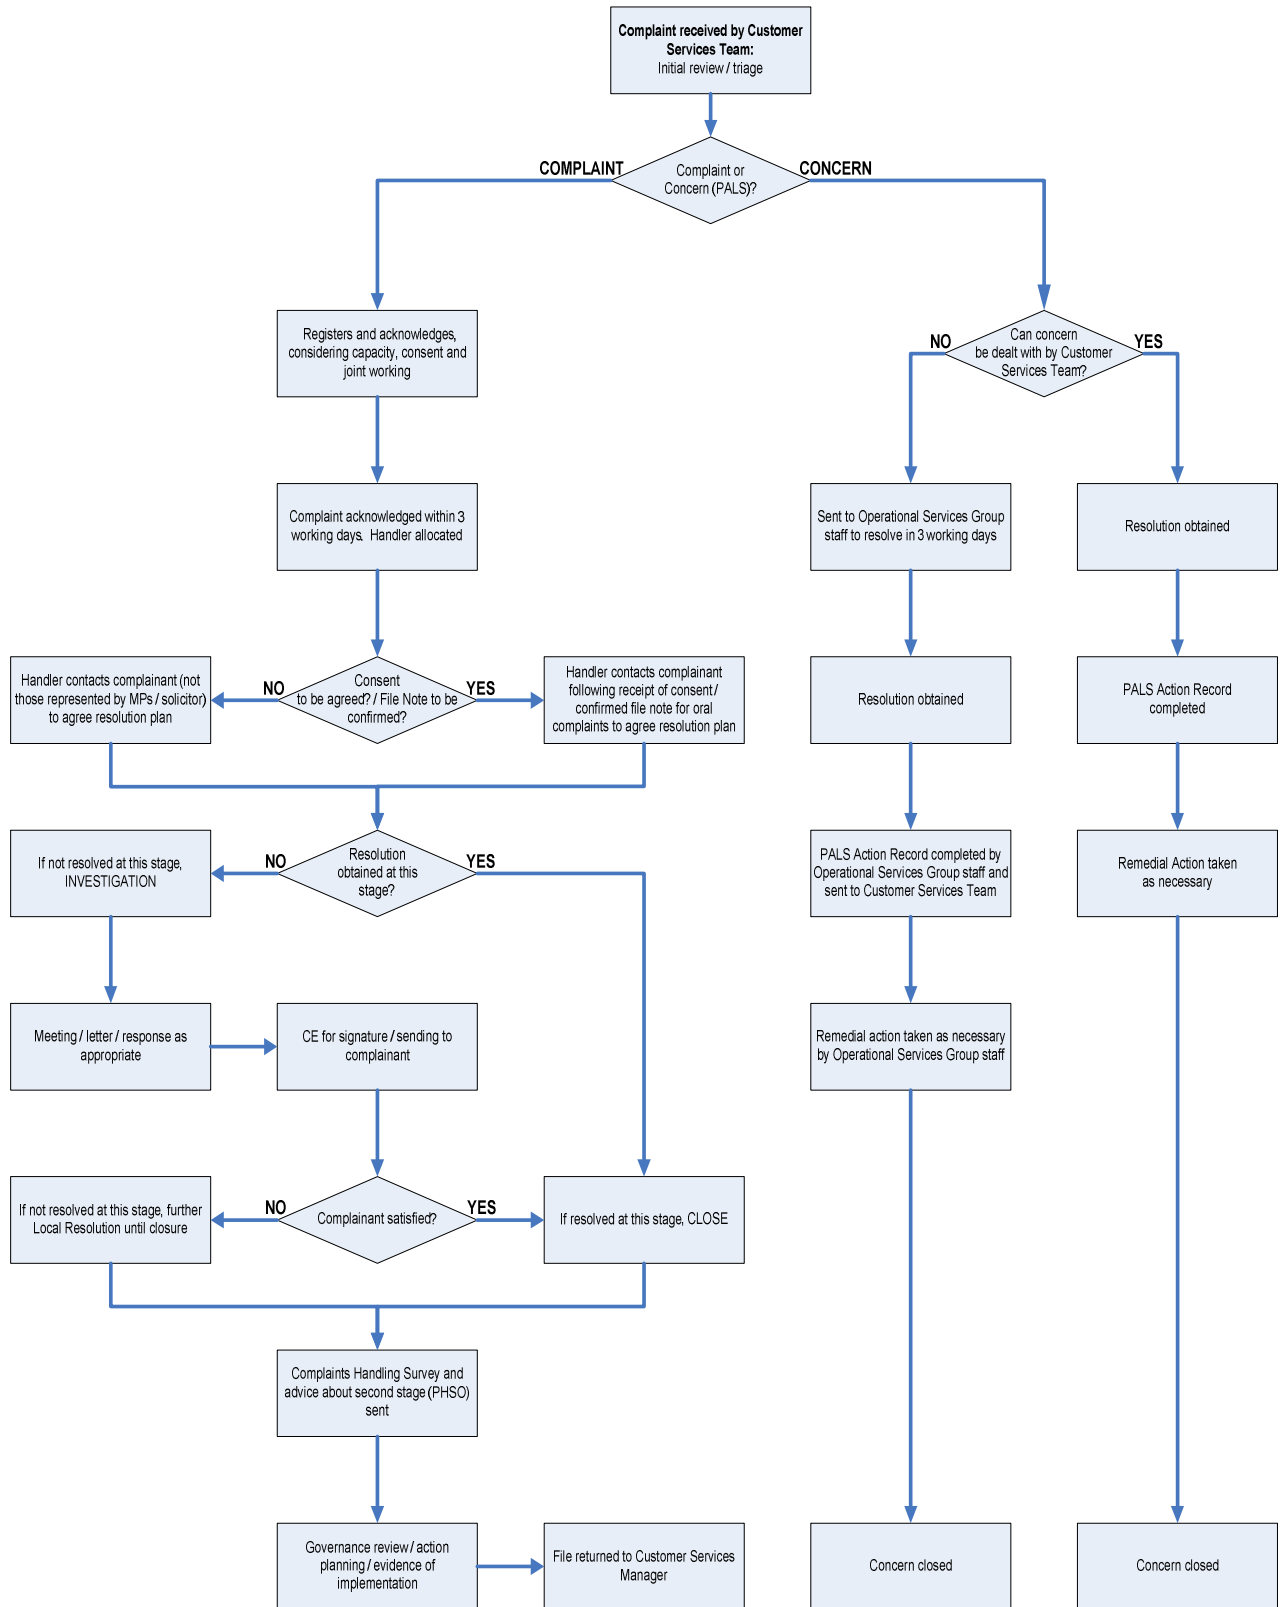 Complaint received by Customer
Services Team:
Initial review / triage
COMPLAINT
Complaint or
Concern (PALS)?
CONCERN
Registers and acknowledges,
considering capacity, consent and
joint working
NO
Can concern
be dealt with by Customer
Services Team?
YES
Complaint acknowledged within 3
working days.  Handler allocated
Sent to Operational Services Group
staff to resolve in 3 working days
Resolution obtained
Handler contacts complainant (not
those represented by MPs / solicitor)
to agree resolution plan
NO
Consent
to be agreed? / File Note to be
confirmed?
YES
Handler contacts complainant
following receipt of consent /
confirmed file note for oral
complaints to agree resolution plan
Resolution obtained
PALS Action Record
completed
If not resolved at this stage,
INVESTIGATION
NO
Resolution
obtained at this
stage?
YES
PALS Action Record completed by
Operational Services Group staff and
sent to Customer Services Team
Remedial Action taken
as necessary
Meeting / letter / response as
appropriate
CE for signature / sending to
complainant
Remedial action taken as necessary
by Operational Services Group staff
If not resolved at this stage, further
Local Resolution until closure
NO
Complainant satisfied?
YES
If resolved at this stage, CLOSE
Complaints Handling Survey and
advice about second stage (PHSO)
sent
Governance review / action
planning / evidence of
implementation
File returned to Customer Services
Manager
Concern closed
Concern closed